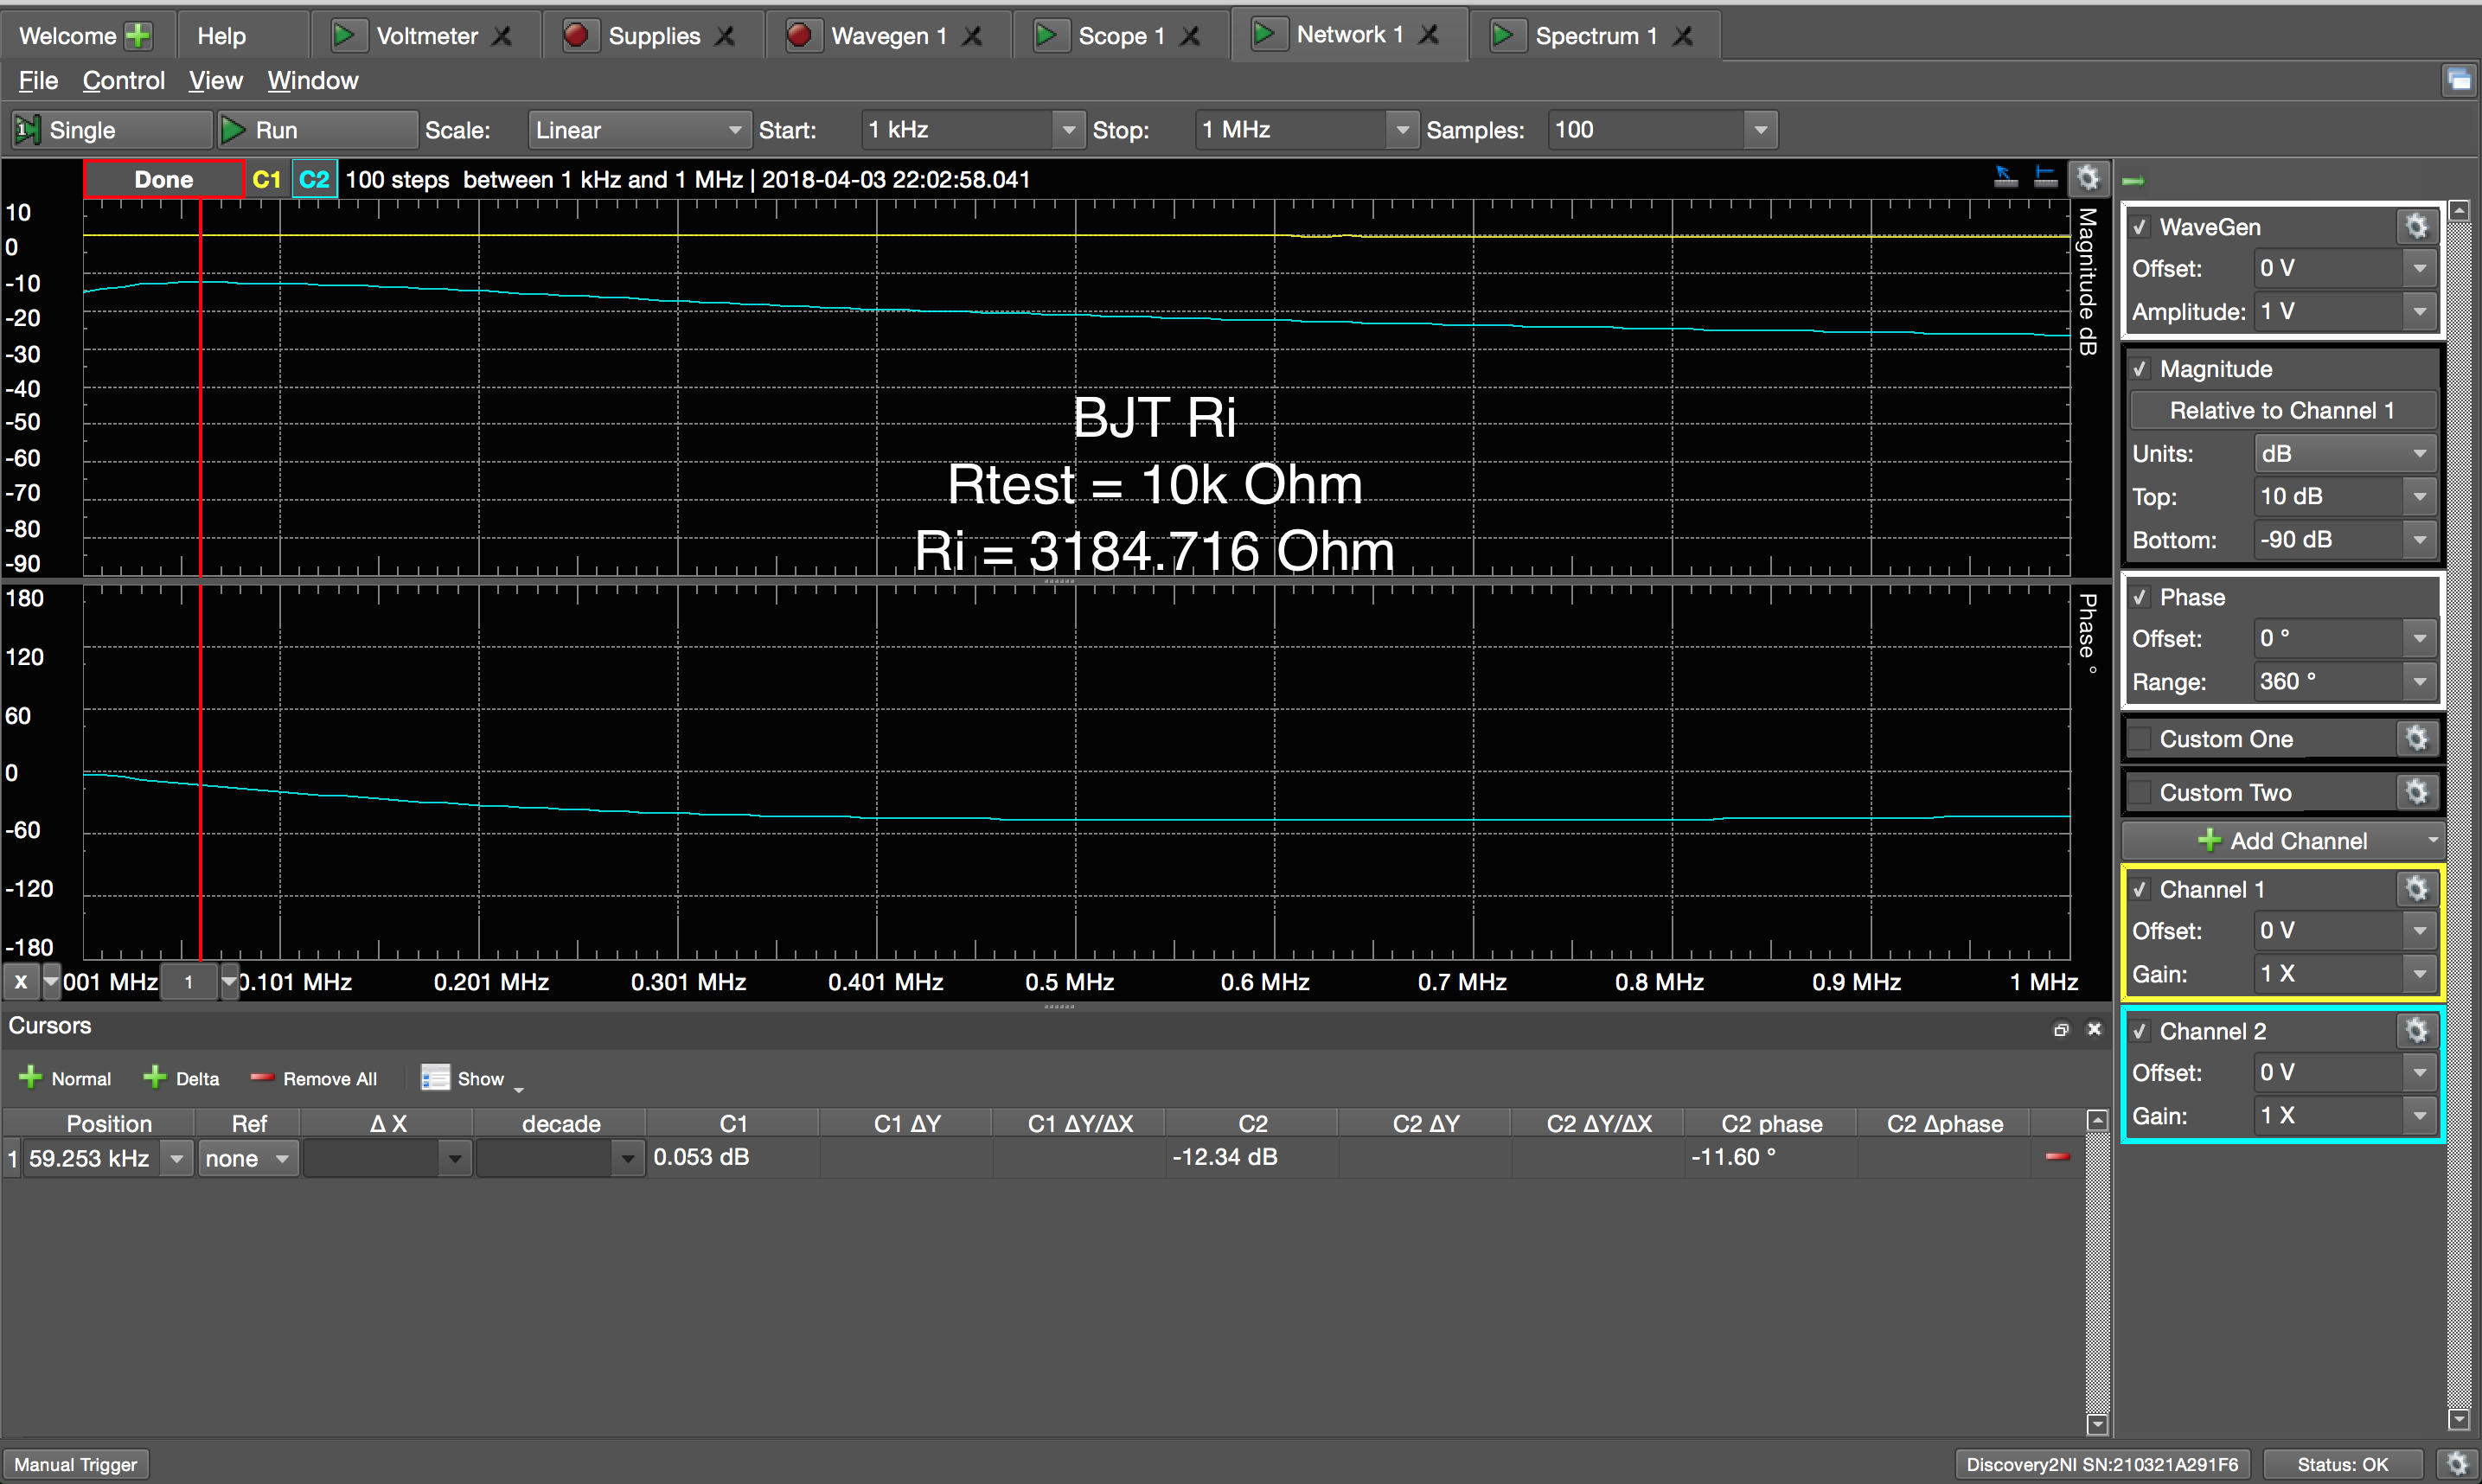 Welcome Help Voltmeter Supplies Wavegen 1 Scope 1 Network 1 Spectrum 1
File Control View Window
1 Single Run Scale: Linear Start: 1 kHz Stop: 1 MHz Samples: 100
Done C1 C2 100 steps between 1 kHz and 1 MHz | 2018-04-03 22:02:58.041
10
0
-10
-20
-30
-40
-50
-60
-70
-80
-90
Magnitude dB
BJT Ri
Rtest = 10k Ohm
Ri = 3184.716 Ohm
180
120
60
0
-60
-120
-180
Phase °
X 001 MHz 1 0.101 MHz 0.201 MHz 0.301 MHz 0.401 MHz 0.5 MHz 0.6 MHz 0.7 MHz 0.8 MHz 0.9 MHz 1 MHz
WaveGen
Offset: 0 V
Amplitude: 1 V
Magnitude
Relative to Channel 1
Units: dB
Top: 10 dB
Bottom: -90 dB
Phase
Offset: 0 °
Range: 360 °
Custom One
Custom Two
Add Channel
Channel 1
Offset: 0 V
Gain: 1 X
Channel 2
Offset: 0 V
Gain: 1 X
Cursors
Normal Delta Remove All Show
Position Ref Δ X decade C1 C1 ΔY C1 ΔY/ΔX C2 C2 ΔY C2 ΔY/ΔX C2 phase C2 Δphase
1 59.253 kHz none 0.053 dB -12.34 dB -11.60 °
Manual Trigger Discovery2NI SN:210321A291F6 Status: OK